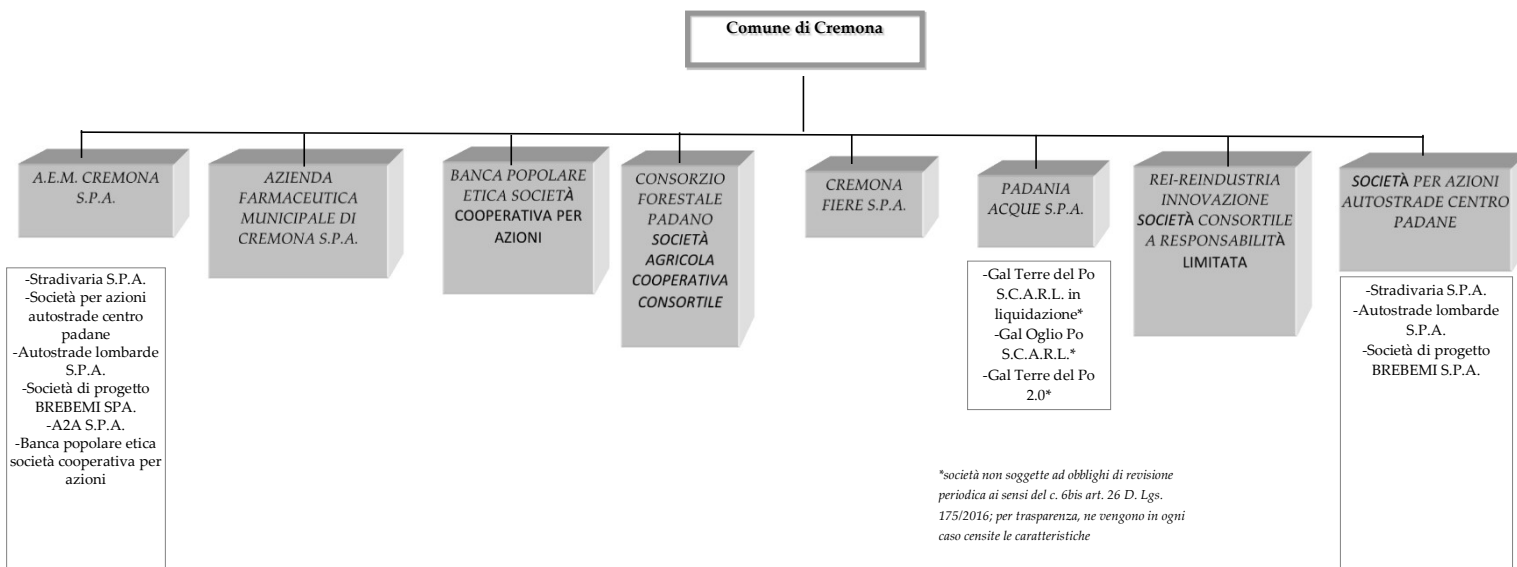 Comune di Cremona
A.E.M. CREMONA
S.P.A.
AZIENDA
FARMACEUTICA
MUNICIPALE DI
CREMONA S.P.A.
BANCA POPOLARE
ETICA SOCIETÀ
COOPERATIVA PER
AZIONI
CONSORZIO
FORESTALE
PADANO
SOCIETÀ
AGRICOLA
COOPERATIVA
CONSORTILE
CREMONA
FIERE S.P.A.
PADANIA
ACQUE S.P.A.
REI-REINDUSTRIA
INNOVAZIONE
SOCIETÀ CONSORTILE
A RESPONSABILITÀ
LIMITATA
SOCIETÀ PER AZIONI
AUTOSTRADE CENTRO
PADANE
-Stradivaria S.P.A.
-Società per azioni
autostrade centro
padane
-Autostrade lombarde
S.P.A.
-Società di progetto
BREBEMI SPA.
-A2A S.P.A.
-Banca popolare etica
società cooperativa per
azioni
-Gal Terre del Po
S.C.A.R.L. in
liquidazione*
-Gal Oglio Po
S.C.A.R.L.*
-Gal Terre del Po
2.0*
-Stradivaria S.P.A.
-Autostrade lombarde
S.P.A.
-Società di progetto
BREBEMI S.P.A.
*società non soggette ad obblighi di revisione
periodica ai sensi del c. 6bis art. 26 D. Lgs.
175/2016; per trasparenza, ne vengono in ogni
caso censite le caratteristiche